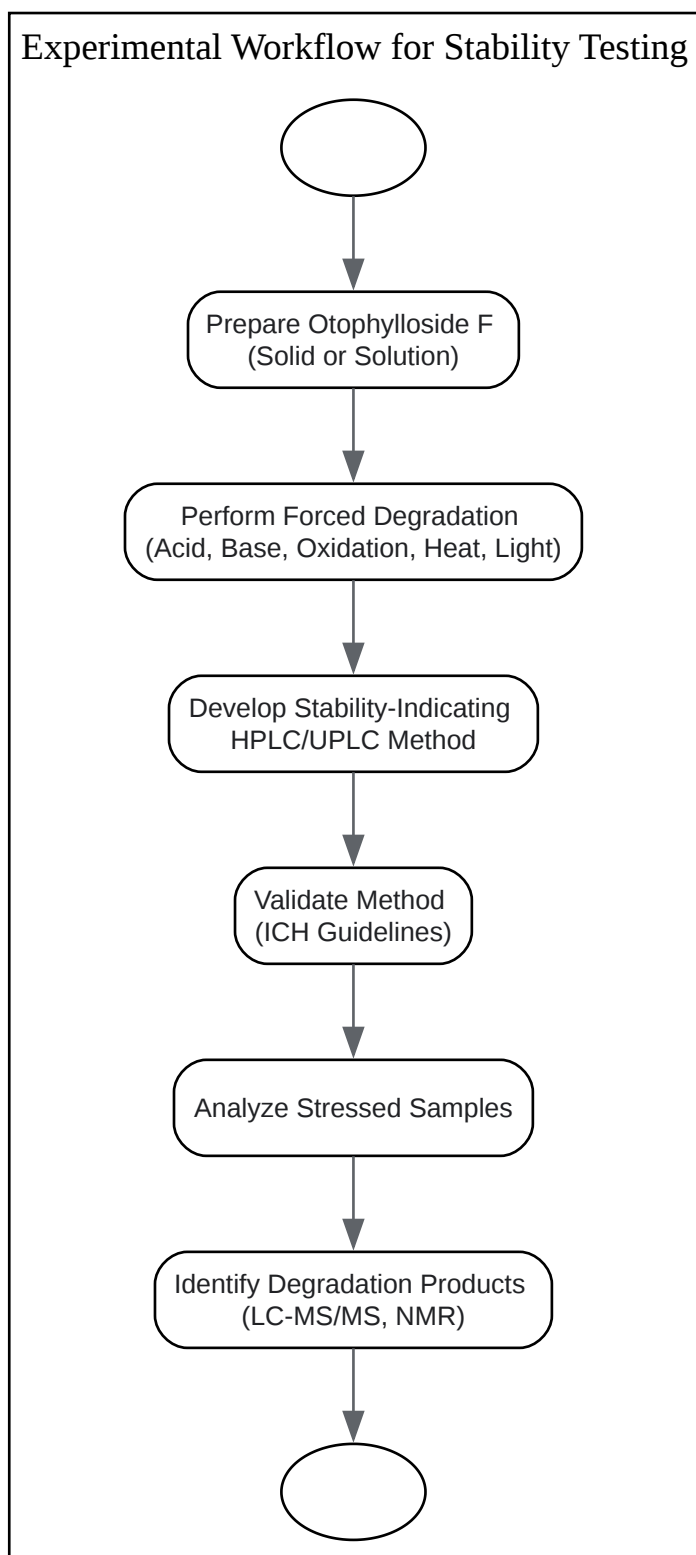 Experimental Workflow for Stability Testing
Prepare Otophylloside F
(Solid or Solution)
Perform Forced Degradation
(Acid, Base, Oxidation, Heat, Light)
Develop Stability-Indicating
HPLC/UPLC Method
Validate Method
(ICH Guidelines)
Analyze Stressed Samples
Identify Degradation Products
(LC-MS/MS, NMR)